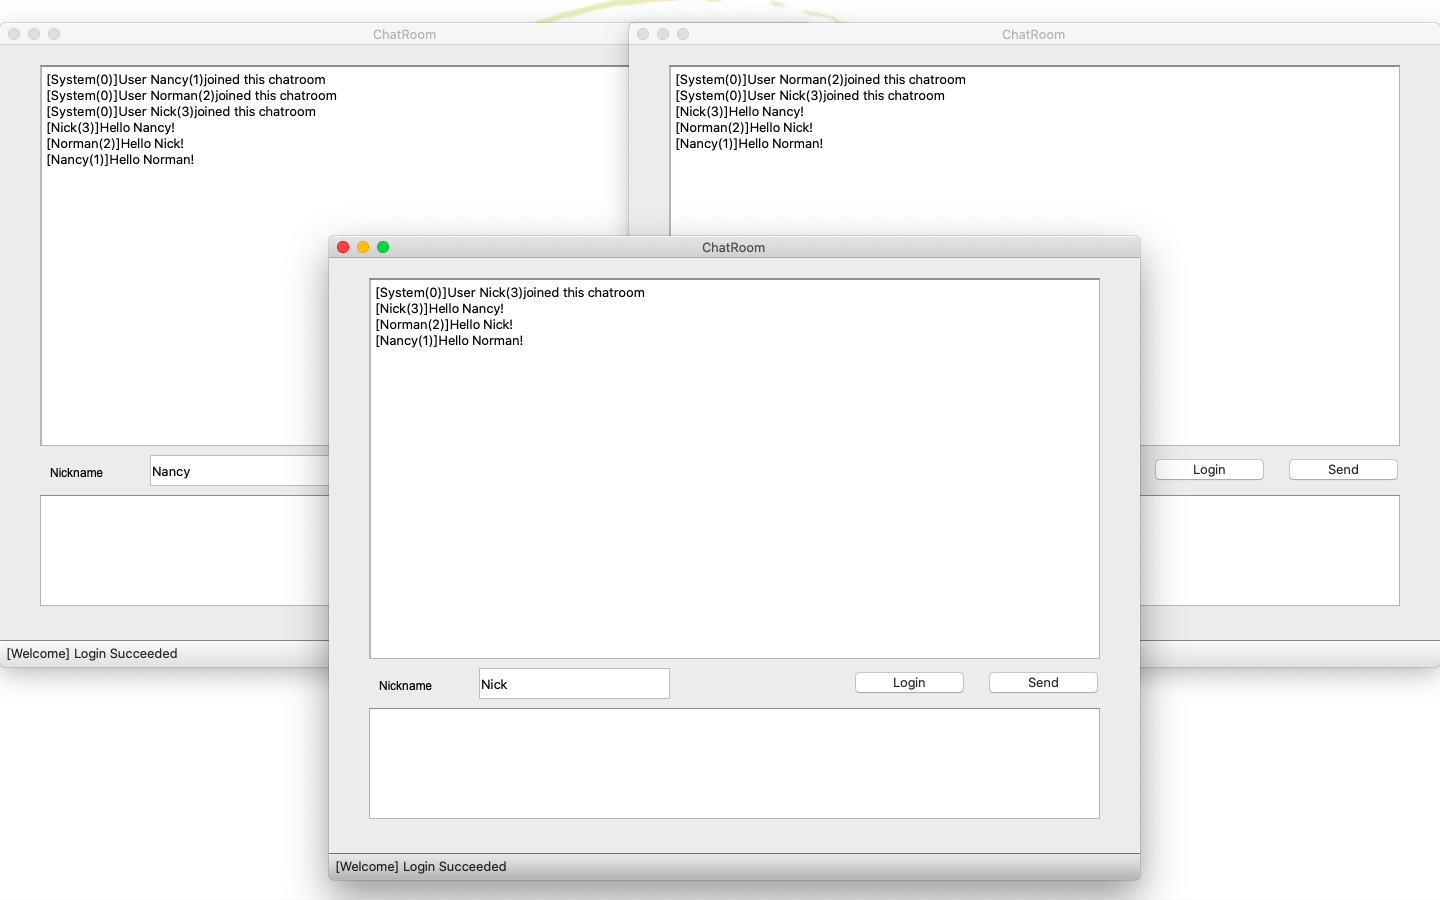 ChatRoom
[System(0)]User Nancy(1)joined this chatroom
[System(0)]User Norman(2)joined this chatroom
[System(0)]User Nick(3)joined this chatroom
[Nick(3)]Hello Nancy!
[Norman(2)]Hello Nick!
[Nancy(1)]Hello Norman!
Nickname
Nancy
[Welcome] Login Succeeded
ChatRoom
[System(0)]User Norman(2)joined this chatroom
[System(0)]User Nick(3)joined this chatroom
[Nick(3)]Hello Nancy!
[Norman(2)]Hello Nick!
[Nancy(1)]Hello Norman!
Login
Send
ChatRoom
[System(0)]User Nick(3)joined this chatroom
[Nick(3)]Hello Nancy!
[Norman(2)]Hello Nick!
[Nancy(1)]Hello Norman!
Nickname
Nick
Login
Send
[Welcome] Login Succeeded